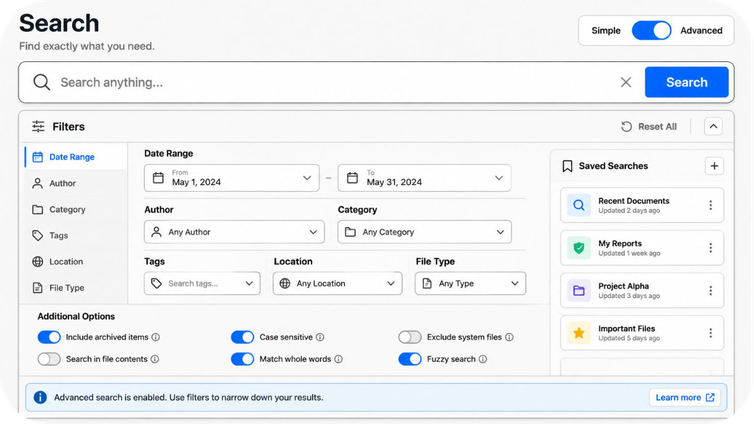 Search
Find exactly what you need.
Simple
Advanced
Search anything...
Search
Filters
Reset All
Date Range
Author
Category
Tags
Location
File Type
Date Range
From
May 1, 2024
–
To
May 31, 2024
Author
Any Author
Category
Any Category
Tags
Search tags...
Location
Any Location
File Type
Any Type
Saved Searches
Recent Documents
Updated 2 days ago
My Reports
Updated 1 week ago
Project Alpha
Updated 3 days ago
Important Files
Updated 5 days ago
Additional Options
Include archived items
Case sensitive
Exclude system files
Search in file contents
Match whole words
Fuzzy search
Advanced search is enabled. Use filters to narrow down your results.
Learn more